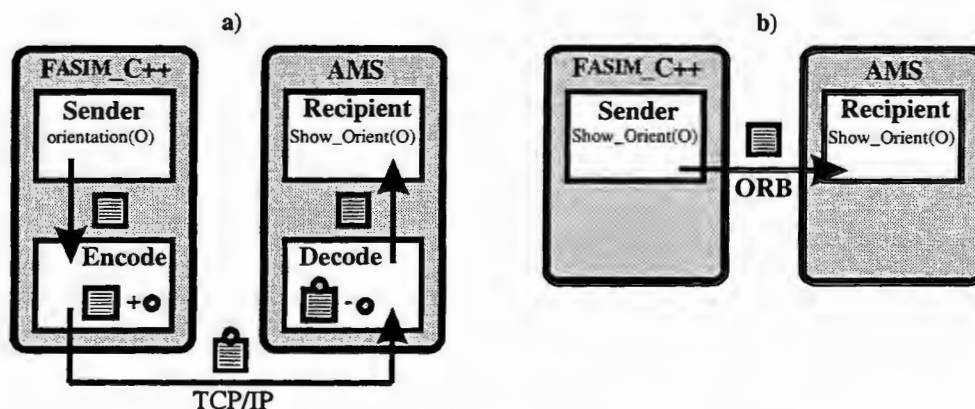 a)
FASIM_C++
Sender
orientation(O)
Encode
+
AMS
Recipient
Show_Orient(O)
Decode
-
TCP/IP
b)
FASIM_C++
Sender
Show_Orient(O)
ORB
AMS
Recipient
Show_Orient(O)